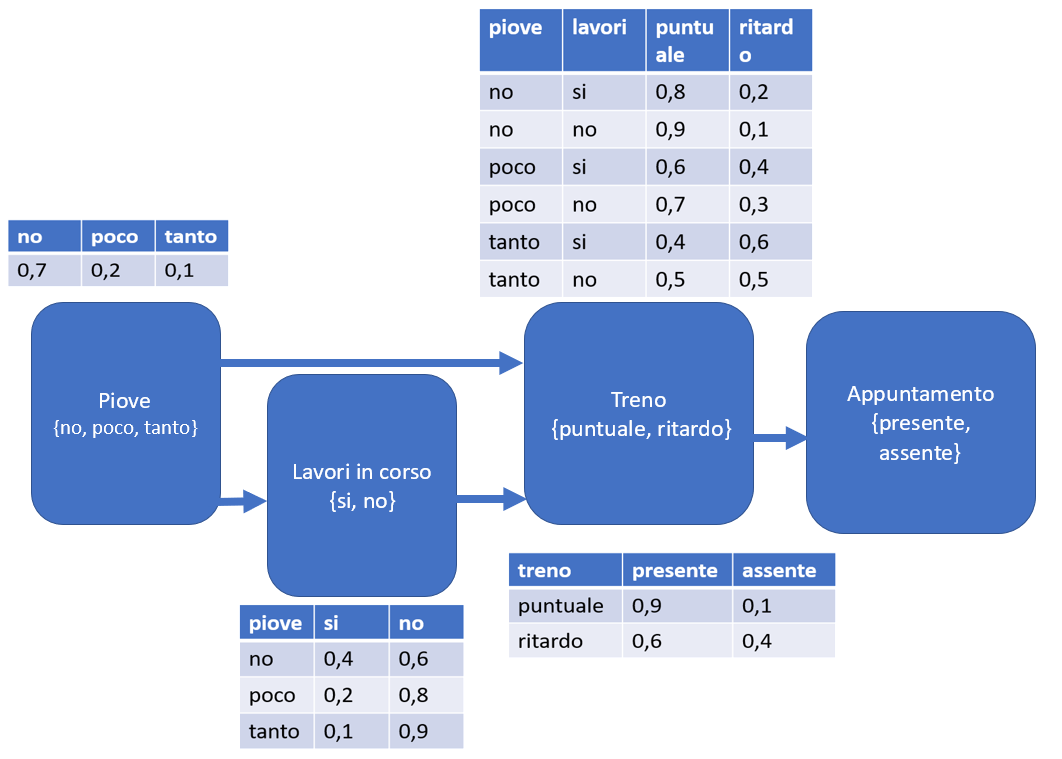 piove lavori puntu ritard
ale o
no si 0,8 0,2
no no 0,9 0,1
poco si 0,6 0,4
poco no 0,7 0,3
tanto si 0,4 0,6
tanto no 0,5 0,5
no poco tanto
0,7 0,2 0,1
Piove
{no, poco, tanto}
Lavori in corso
{si, no}
Treno
{puntuale, ritardo}
Appuntamento
{presente,
assente}
treno presente assente
puntuale 0,9 0,1
ritardo 0,6 0,4
piove si no
no 0,4 0,6
poco 0,2 0,8
tanto 0,1 0,9